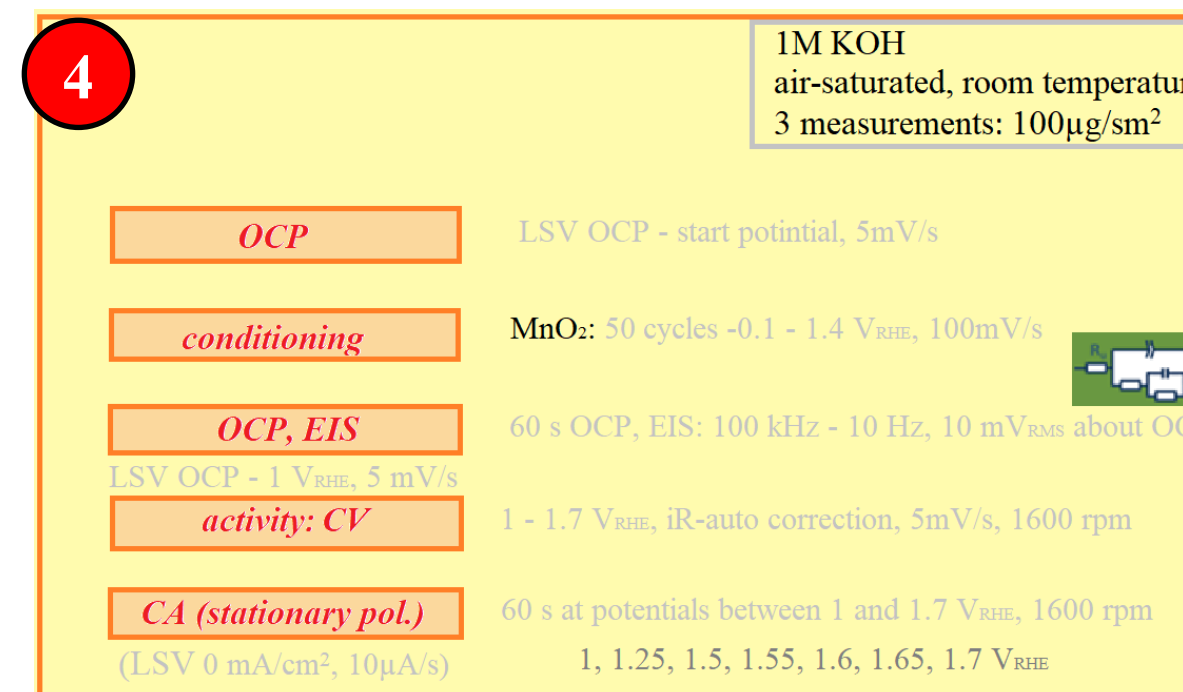 4
1M KOH
air-saturated, room temperatur
3 measurements: 100µg/sm²
OCP
LSV OCP - start potintial, 5mV/s
conditioning
MnO₂: 50 cycles -0.1 - 1.4 VRHE, 100mV/s
OCP, EIS
60 s OCP, EIS: 100 kHz - 10 Hz, 10 mVRMS about OC
LSV OCP - 1 VRHE, 5 mV/s
activity: CV
1 - 1.7 VRHE, iR-auto correction, 5mV/s, 1600 rpm
CA (stationary pol.)
60 s at potentials between 1 and 1.7 VRHE, 1600 rpm
(LSV 0 mA/cm², 10µA/s)
1, 1.25, 1.5, 1.55, 1.6, 1.65, 1.7 VRHE